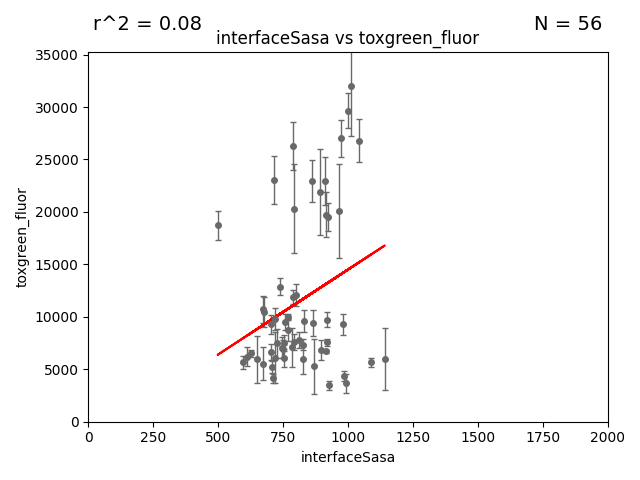 r^2 = 0.08
N = 56
interfaceSasa vs toxgreen_fluor
35000
30000
25000
20000
15000
10000
5000
0
toxgreen_fluor
0 250 500 750 1000 1250 1500 1750 2000
interfaceSasa